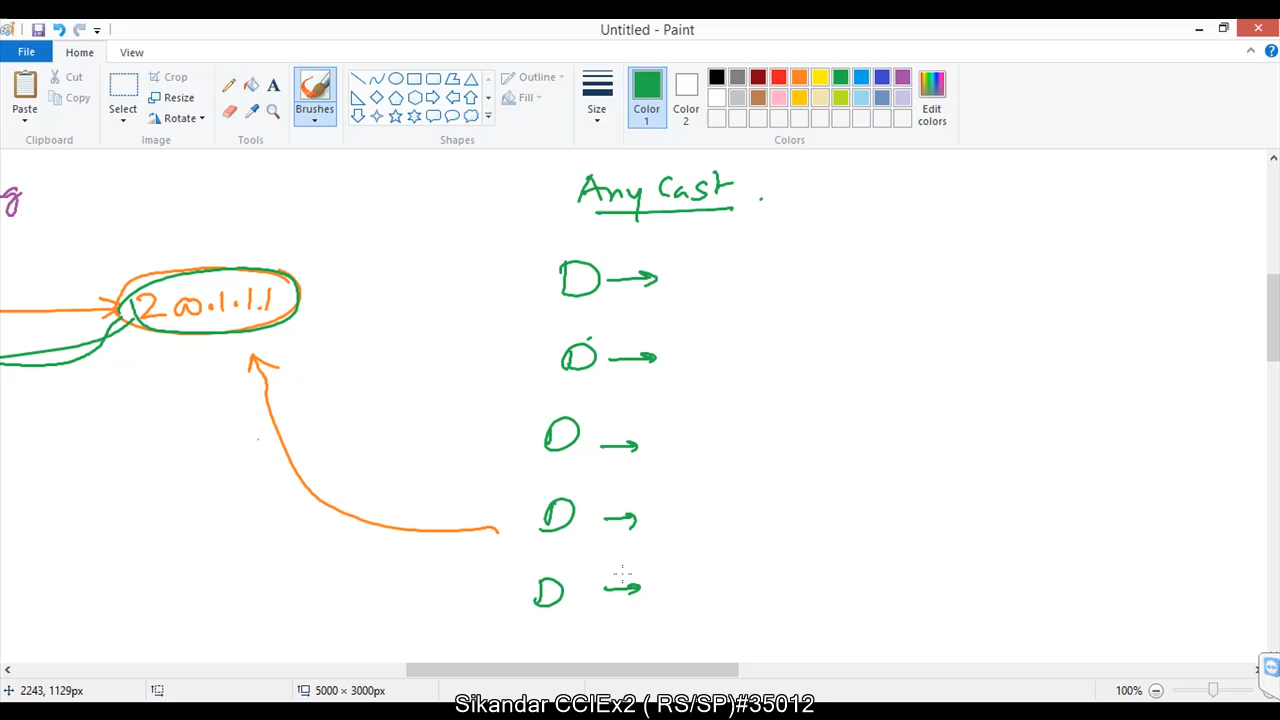 Untitled - Paint
File Home View
Paste
Cut
Copy
Clipboard
Select
Crop
Resize
Rotate
Image
Tools
Brushes
Outline
Fill
Shapes
Size
Color 1
Color 2
Edit colors
Colors
g
Any Cast .
D →
200.1.1.1
D →
D →
D →
D →
2243, 1129px
5000 × 3000px
100%
Sikandar CCIEx2 ( RS/SP)#35012